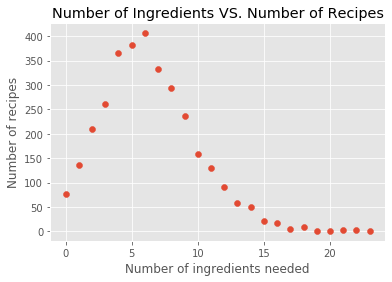 Number of Ingredients VS. Number of Recipes
Number of recipes
400
350
300
250
200
150
100
50
0
0 5 10 15 20
Number of ingredients needed